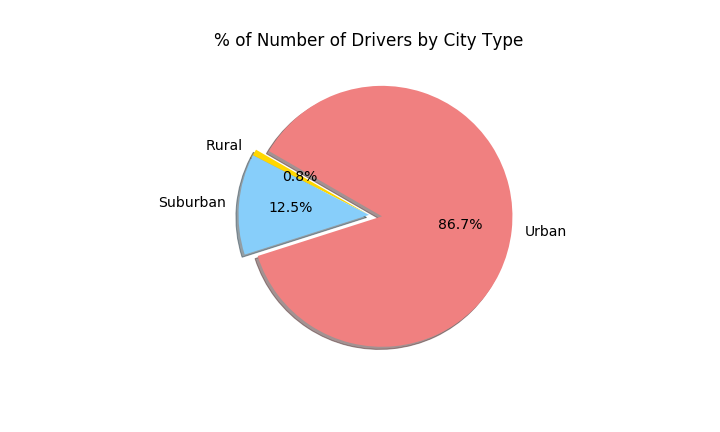 % of Number of Drivers by City Type
Rural
0.8%
Suburban
12.5%
86.7%
Urban